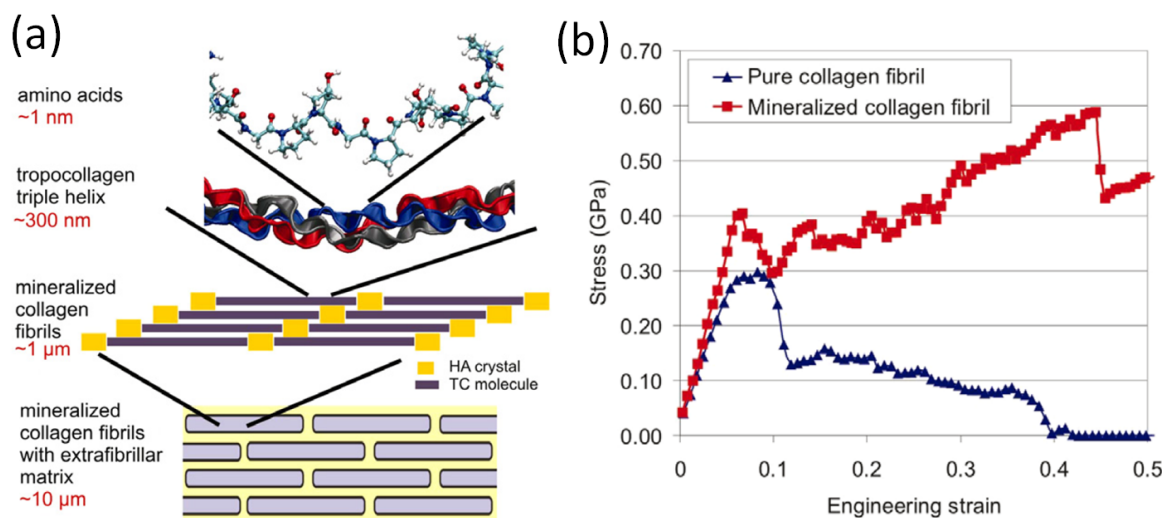 (a)
amino acids
~1 nm
tropocollagen
triple helix
~300 nm
mineralized
collagen
fibrils
~1 μm
HA crystal
TC molecule
mineralized
collagen fibrils
with extrafibrillar
matrix
~10 μm
(b)
0.70
0.60
0.50
0.40
0.30
0.20
0.10
0.00
Stress (GPa)
Pure collagen fibril
Mineralized collagen fibril
0 0.1 0.2 0.3 0.4 0.5
Engineering strain